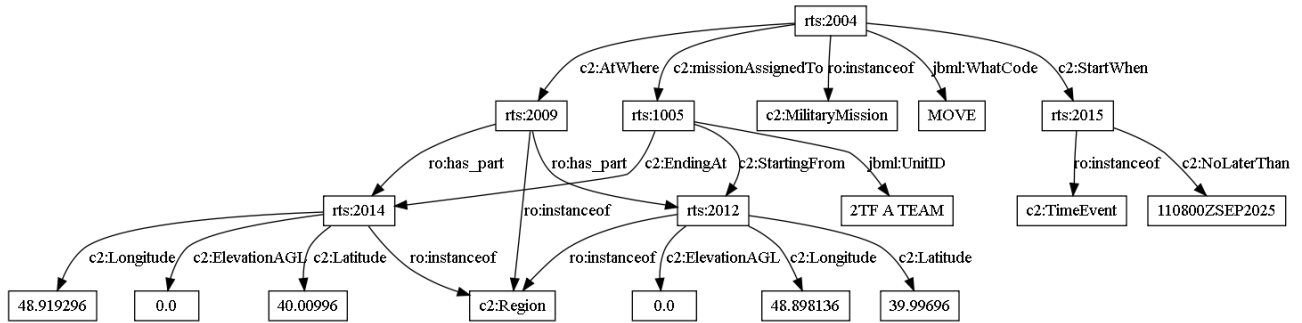 rts:2004
c2:AtWhere c2:missionAssignedTo ro:instanceof jbml:WhatCode c2:StartWhen
rts:2009 rts:1005 c2:MilitaryMission MOVE rts:2015
ro:has_part ro:has_part c2:EndingAt c2:StartingFrom jbml:UnitID ro:instanceof c2:NoLaterThan
ro:instanceof
rts:2014 rts:2012 2TF A TEAM c2:TimeEvent 110800ZSEP2025
c2:Longitude c2:ElevationAGL c2:Latitude ro:instanceof ro:instanceof c2:ElevationAGL c2:Longitude c2:Latitude
48.919296 0.0 40.00996 c2:Region 0.0 48.898136 39.99696